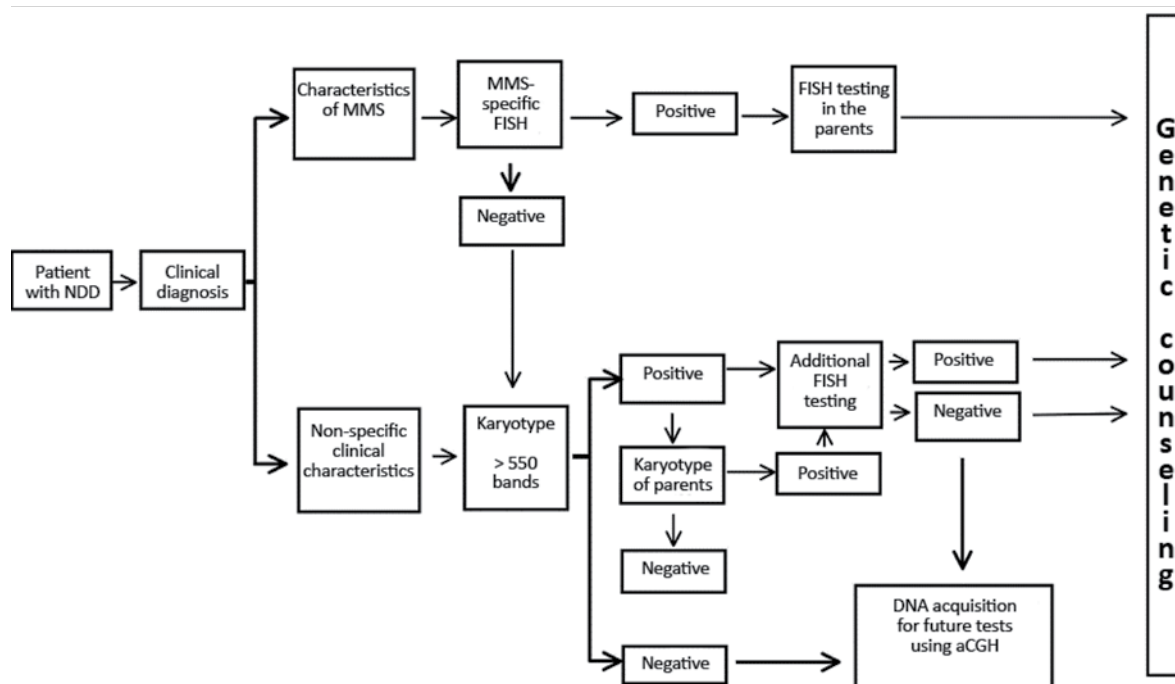 Characteristics
of MMS
MMS-
specific
FISH
Positive
FISH testing
in the
parents
Negative
Patient
with NDD
Clinical
diagnosis
Non-specific
clinical
characteristics
Karyotype
> 550
bands
Positive
Additional
FISH
testing
Positive
Negative
Karyotype
of parents
Positive
Negative
Negative
DNA acquisition
for future tests
using aCGH
Genetic counseling